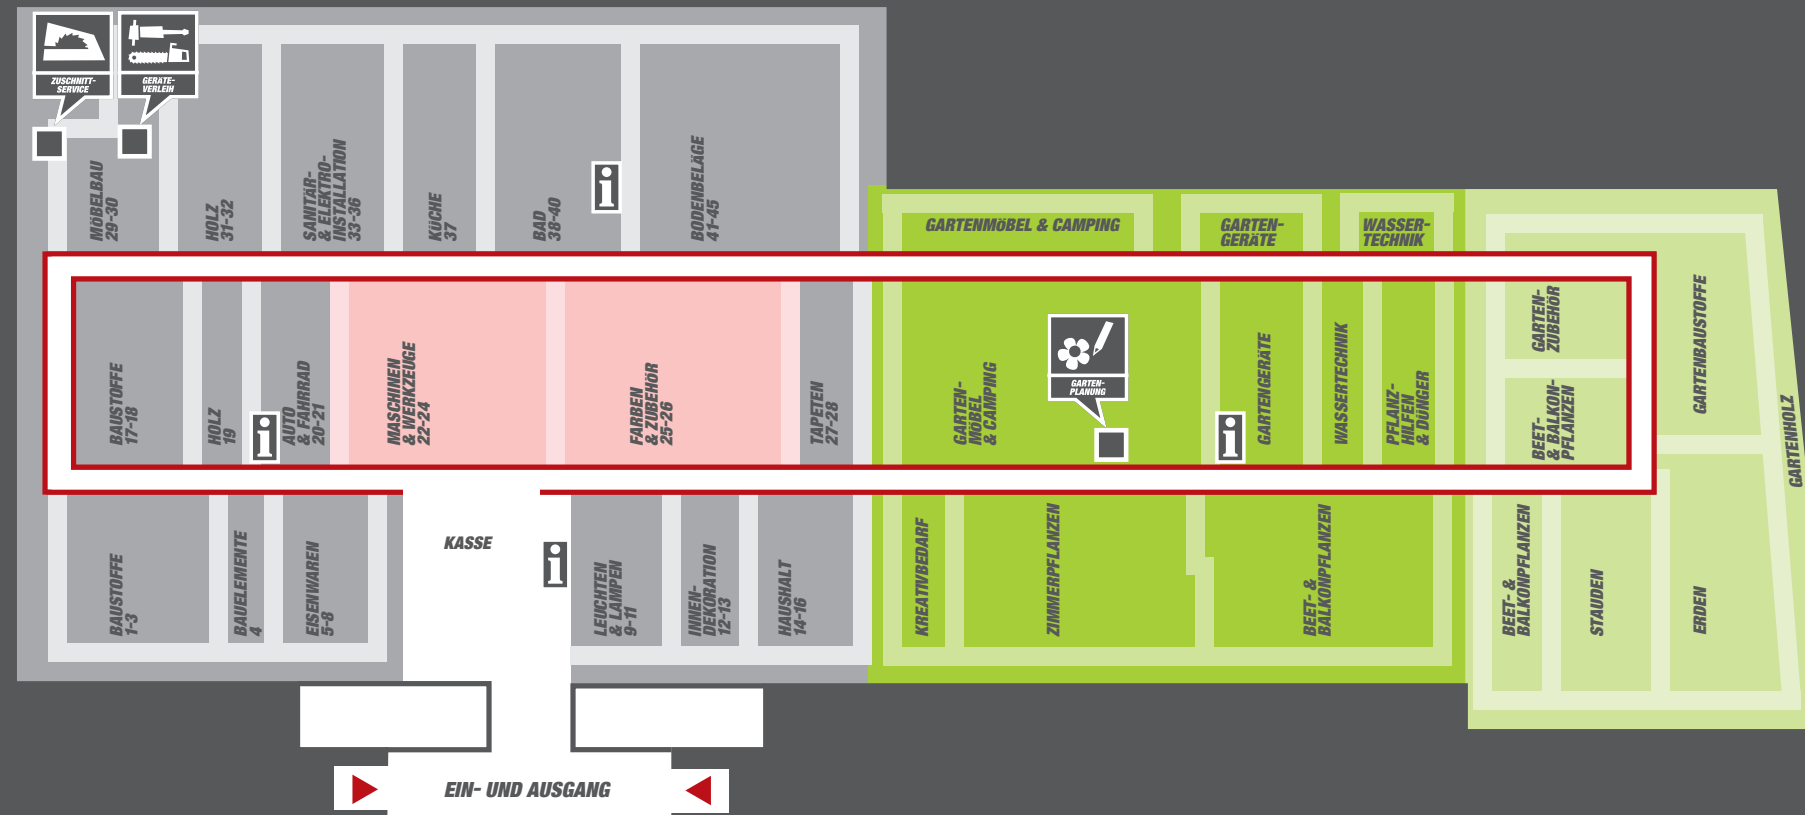 ZUSCHNITT-
SERVICE
GERÄTE-
VERLEIH
MÖBELBAU
29-30
HOLZ
31-32
SANITÄR-
& ELEKTRO-
INSTALLATION
33-36
KÜCHE
37
BAD
38-40
i
BODENBELÄGE
41-45
GARTENMÖBEL & CAMPING
GARTEN-
GERÄTE
WASSER-
TECHNIK
BAUSTOFFE
17-18
HOLZ
19
i
AUTO
& FAHRRAD
20-21
MASCHINEN
& WERKZEUGE
22-24
FARBEN
& ZUBEHÖR
25-26
TAPETEN
27-28
GARTEN-
MÖBEL
& CAMPING
GARTEN-
PLANUNG
i
GARTENGERÄTE
WASSERTECHNIK
PFLANZ-
HILFEN
& DÜNGER
GARTEN-
ZUBEHÖR
BEET-
& BALKON-
PFLANZEN
GARTENBAUSTOFFE
GARTENHOLZ
BAUSTOFFE
1-3
BAUELEMENTE
4
EISENWAREN
5-8
KASSE
i
LEUCHTEN
& LAMPEN
9-11
INNEN-
DEKORATION
12-13
HAUSHALT
14-16
KREATIVBEDARF
ZIMMERPFLANZEN
BEET- &
BALKONPFLANZEN
BEET- &
BALKONPFLANZEN
STAUDEN
ERDEN
EIN- UND AUSGANG